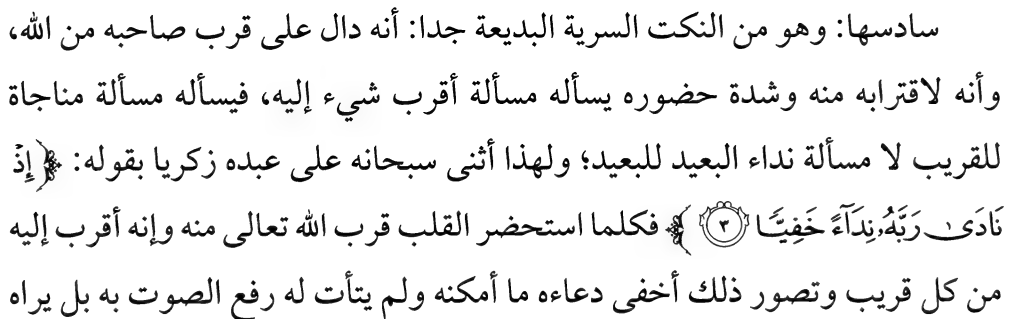 سادسها: وهو من النكت السرية البديعة جدا: أنه دال على قرب صاحبه من الله،
وأنه لاقترابه منه وشدة حضوره يسأله مسألة أقرب شيء إليه، فيسأله مسألة مناجاة
للقريب لا مسألة نداء البعيد للبعيد؛ ولهذا أثنى سبحانه على عبده زكريا بقوله: ﴿إِذْ
نَادَىٰ رَبَّهُۥ نِدَآءً خَفِيّٗا ٣﴾ فكلما استحضر القلب قرب الله تعالى منه وإنه أقرب إليه
من كل قريب وتصور ذلك أخفى دعاءه ما أمكنه ولم يتأت له رفع الصوت به بل يراه